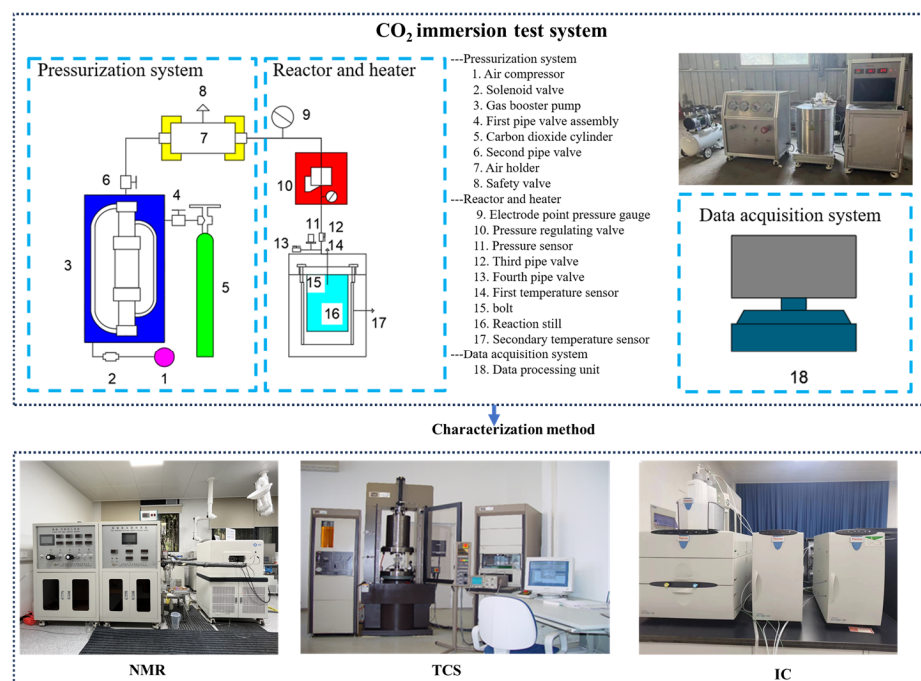 CO2 immersion test system
Pressurization system
8
7
6
4
3
5
2
1
Reactor and heater
9
10
11
12
13
14
15
16
17
---Pressurization system
1. Air compressor
2. Solenoid valve
3. Gas booster pump
4. First pipe valve assembly
5. Carbon dioxide cylinder
6. Second pipe valve
7. Air holder
8. Safety valve
---Reactor and heater
9. Electrode point pressure gauge
10. Pressure regulating valve
11. Pressure sensor
12. Third pipe valve
13. Fourth pipe valve
14. First temperature sensor
15. bolt
16. Reaction still
17. Secondary temperature sensor
---Data acquisition system
18. Data processing unit
Data acquisition system
18
Characterization method
NMR
TCS
IC